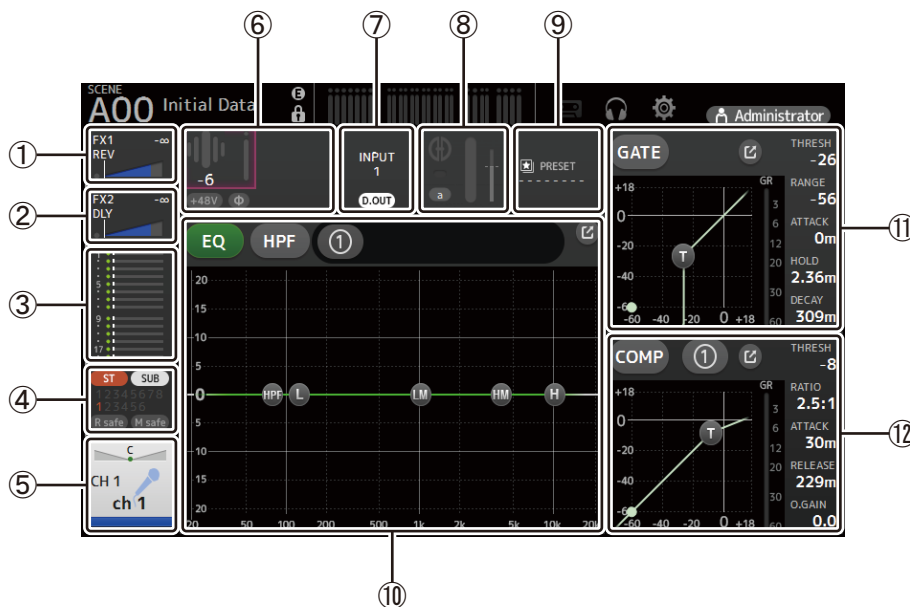 ⑥ ⑦ ⑧ ⑨
SCENE
A00 Initial Data E
Administrator
① FX1 -∞
REV
② FX2 -∞
DLY
③ 5
9
17
④ ST SUB
12345678
123456
R safe M safe
⑤ C
CH 1
ch 1
-6
+48V Φ
INPUT
1
D.OUT
a
PRESET
EQ HPF ①
20
15
10
5
0 HPF L LM HM H
5
10
15
20
20 50 100 200 500 1k 2k 5k 10k 20k
⑩
GATE THRESH
-26
RANGE
-56
ATTACK
0m
HOLD
2.36m
DECAY
309m
+18 GR
0 3
6
-20 T 12
20
-40 30
-60 60
-60 -40 -20 0 +18
⑪
COMP ① THRESH
-8
RATIO
2.5:1
ATTACK
30m
RELEASE
229m
O.GAIN
0.0
+18 GR
0 T 3
6
12
20
-40 30
-60 60
-60 -40 -20 0 +18
⑫